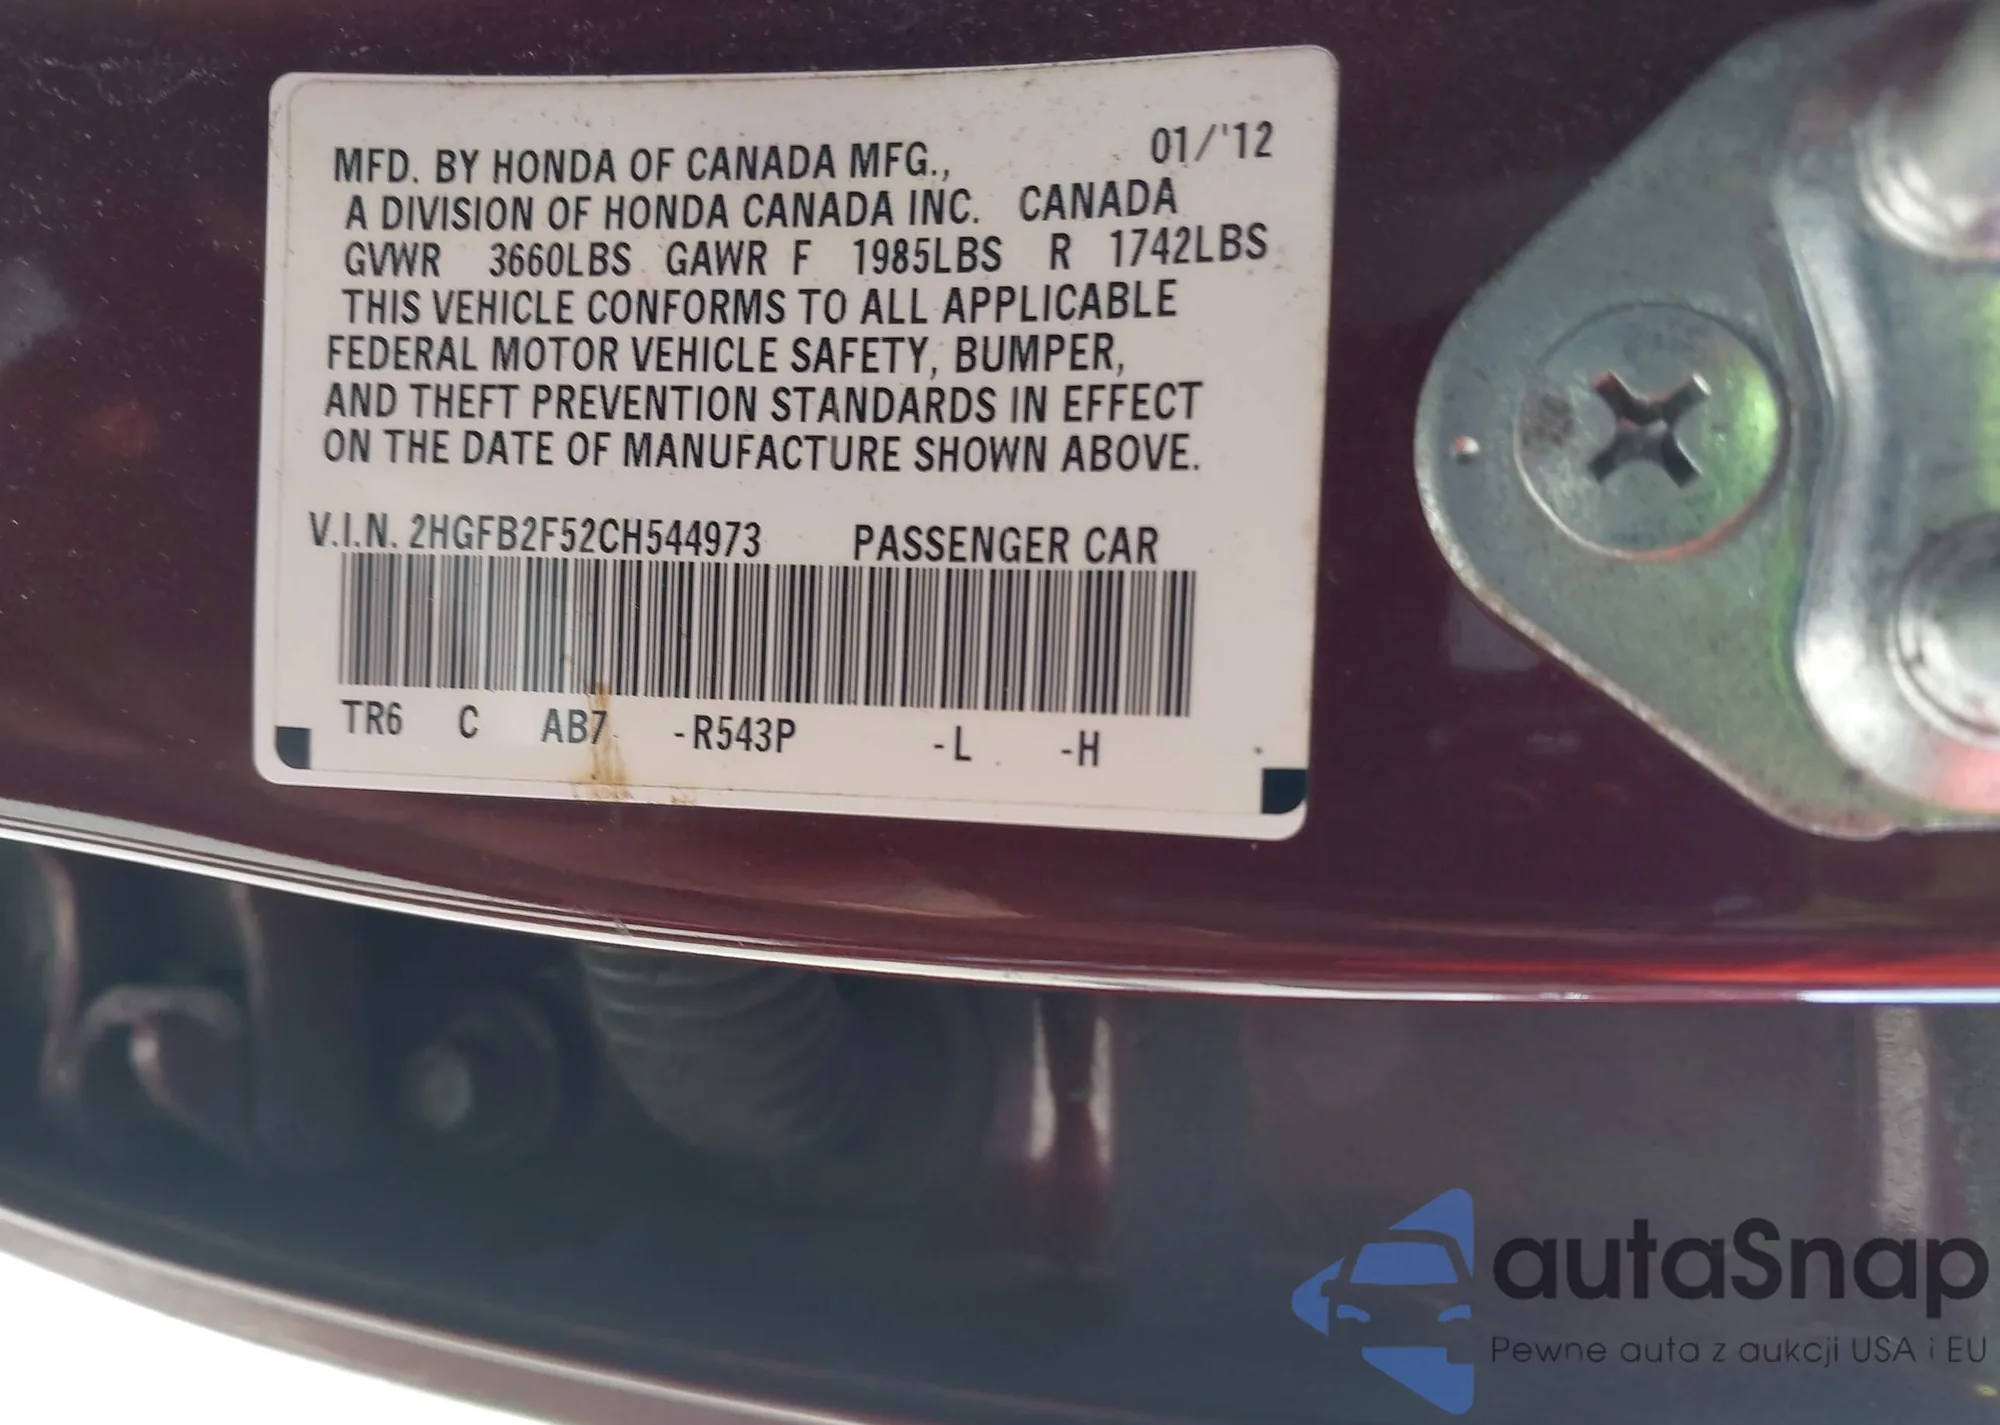 MFD. BY HONDA OF CANADA MFG., 01/'12
A DIVISION OF HONDA CANADA INC. CANADA
GVWR 3660LBS GAWR F 1985LBS R 1742LBS
THIS VEHICLE CONFORMS TO ALL APPLICABLE
FEDERAL MOTOR VEHICLE SAFETY, BUMPER,
AND THEFT PREVENTION STANDARDS IN EFFECT
ON THE DATE OF MANUFACTURE SHOWN ABOVE.
V.I.N. 2HGFB2F52CH544973 PASSENGER CAR
TR6 C AB7 -R543P -L -H
autaSnap
Pewne auta z aukcji USA i EU